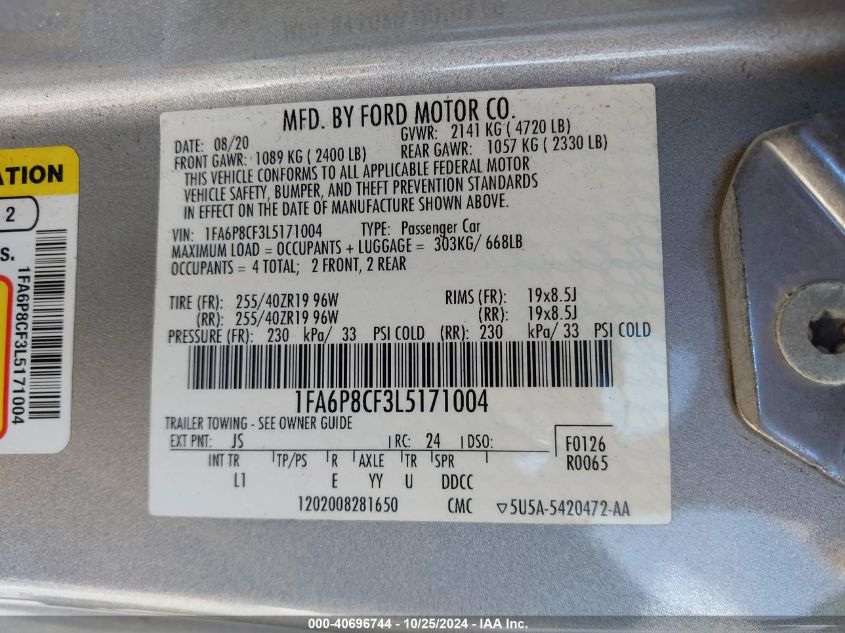 MFD. BY FORD MOTOR CO.
DATE: 08/20 GVWR: 2141 KG ( 4720 LB)
FRONT GAWR: 1089 KG ( 2400 LB) REAR GAWR: 1057 KG ( 2330 LB)
THIS VEHICLE CONFORMS TO ALL APPLICABLE FEDERAL MOTOR
VEHICLE SAFETY, BUMPER, AND THEFT PREVENTION STANDARDS
IN EFFECT ON THE DATE OF MANUFACTURE SHOWN ABOVE.
VIN: 1FA6P8CF3L5171004 TYPE: Passenger Car
MAXIMUM LOAD = OCCUPANTS + LUGGAGE = 303KG/ 668LB
OCCUPANTS = 4 TOTAL; 2 FRONT, 2 REAR
TIRE (FR): 255/40ZR19 96W RIMS (FR): 19x8.5J
(RR): 255/40ZR19 96W (RR): 19x8.5J
PRESSURE (FR): 230 kPa/ 33 PSI COLD (RR): 230 kPa/ 33 PSI COLD
1FA6P8CF3L5171004
TRAILER TOWING - SEE OWNER GUIDE
EXT PNT: JS RC: 24 DSO:
F0126
R0065
INT TR TP/PS R AXLE TR SPR
L1 E YY U DDCC
1202008281650 CMC ▽5U5A-5420472-AA
ATION
2
S.
1FA6P8CF3L5171004
000-40696744 - 10/25/2024 - IAA Inc.